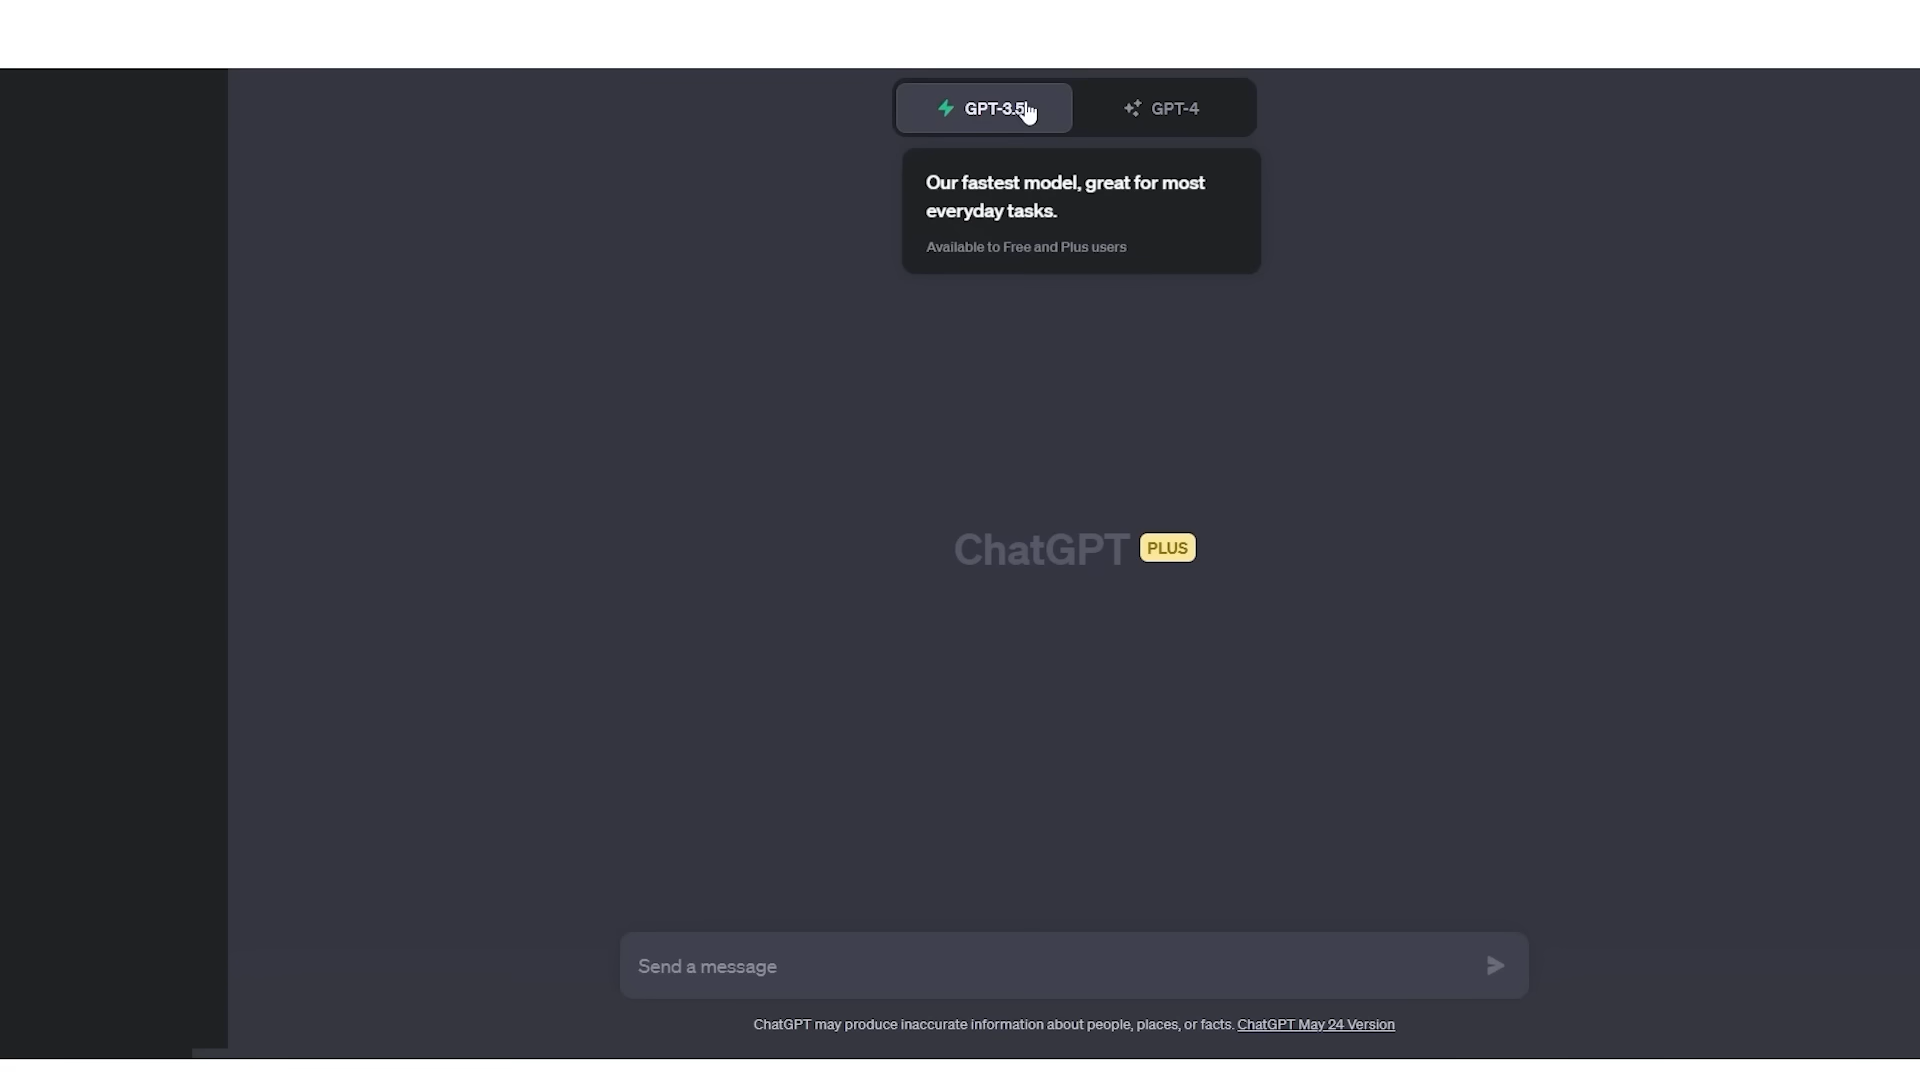 GPT-3.5
GPT-4
Our fastest model, great for most
everyday tasks.
Available to Free and Plus users
ChatGPT PLUS
Send a message
ChatGPT may produce inaccurate information about people, places, or facts. ChatGPT May 24 Version